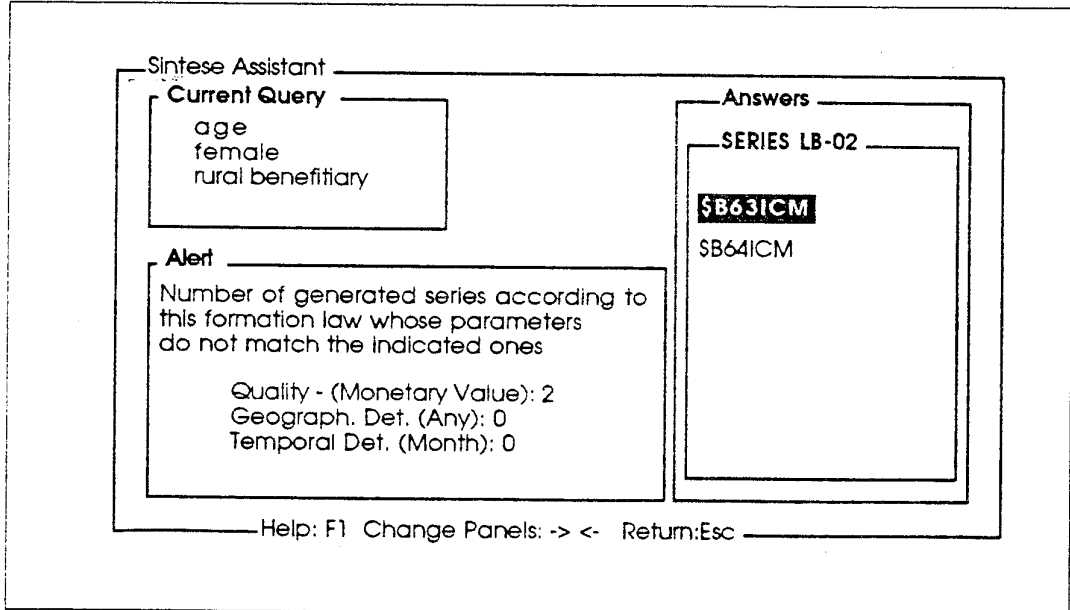 Sintese Assistant
Current Query
age
female
rural benefitiary
Alert
Number of generated series according to
this formation law whose parameters
do not match the indicated ones
Quality - (Monetary Value): 2
Geograph. Det. (Any): 0
Temporal Det. (Month): 0
Answers
SERIES LB-02
$B63ICM
$B64ICM
Help: F1 Change Panels: -> <- Return:Esc